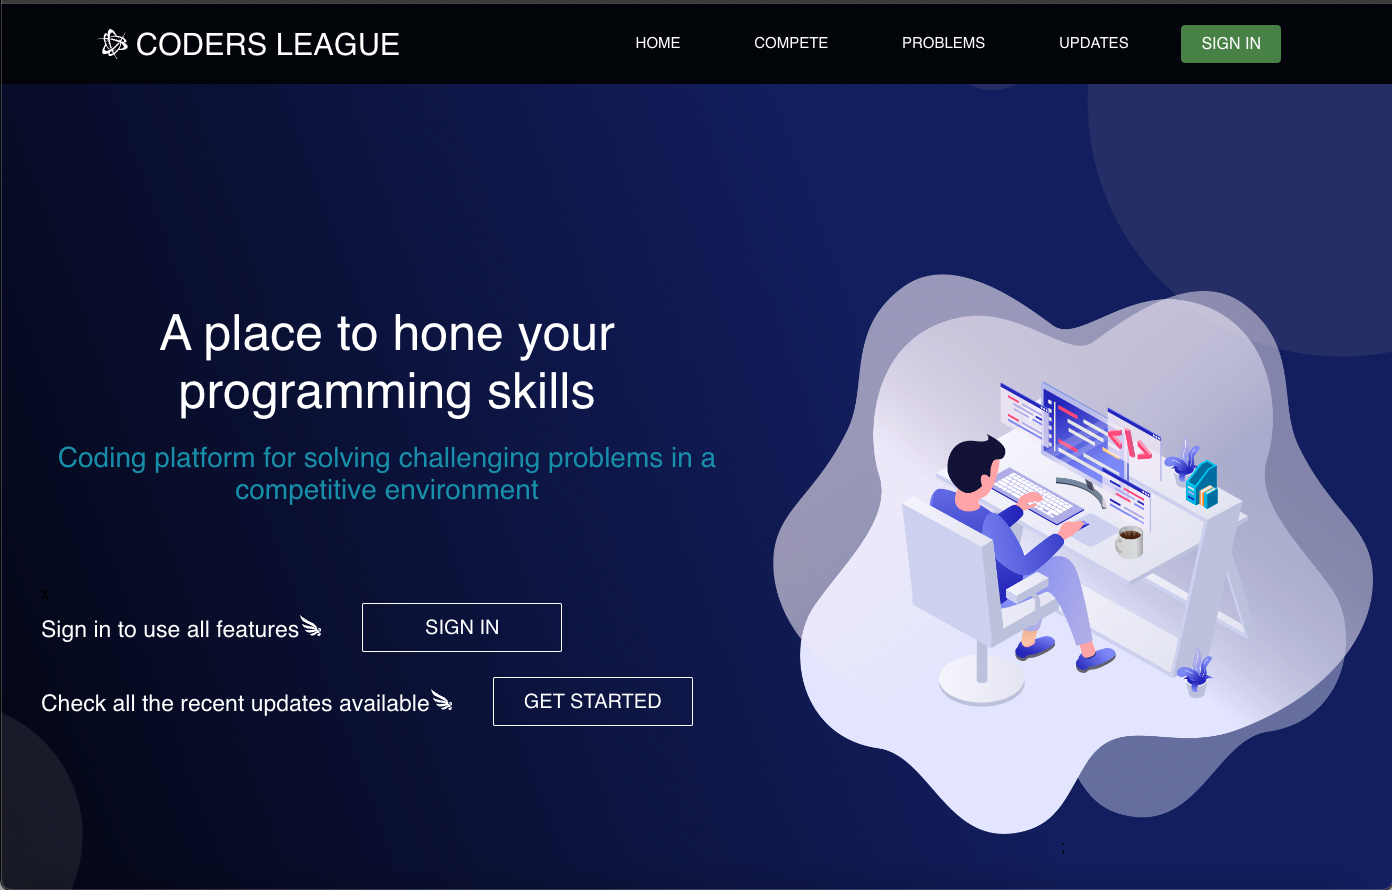 CODERS LEAGUE
HOME COMPETE PROBLEMS UPDATES SIGN IN
A place to hone your
programming skills
Coding platform for solving challenging problems in a
competitive environment
x
Sign in to use all features
SIGN IN
Check all the recent updates available
GET STARTED
</>
;